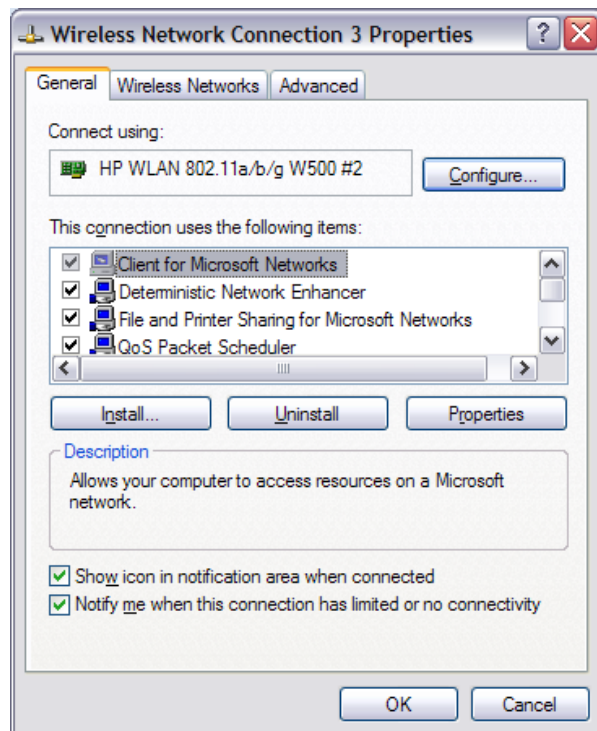 Wireless Network Connection 3 Properties
General Wireless Networks Advanced
Connect using:
HP WLAN 802.11a/b/g W500 #2 Configure...
This connection uses the following items:
Client for Microsoft Networks
Deterministic Network Enhancer
File and Printer Sharing for Microsoft Networks
QoS Packet Scheduler
Install... Uninstall Properties
Description
Allows your computer to access resources on a Microsoft
network.
Show icon in notification area when connected
Notify me when this connection has limited or no connectivity
OK Cancel